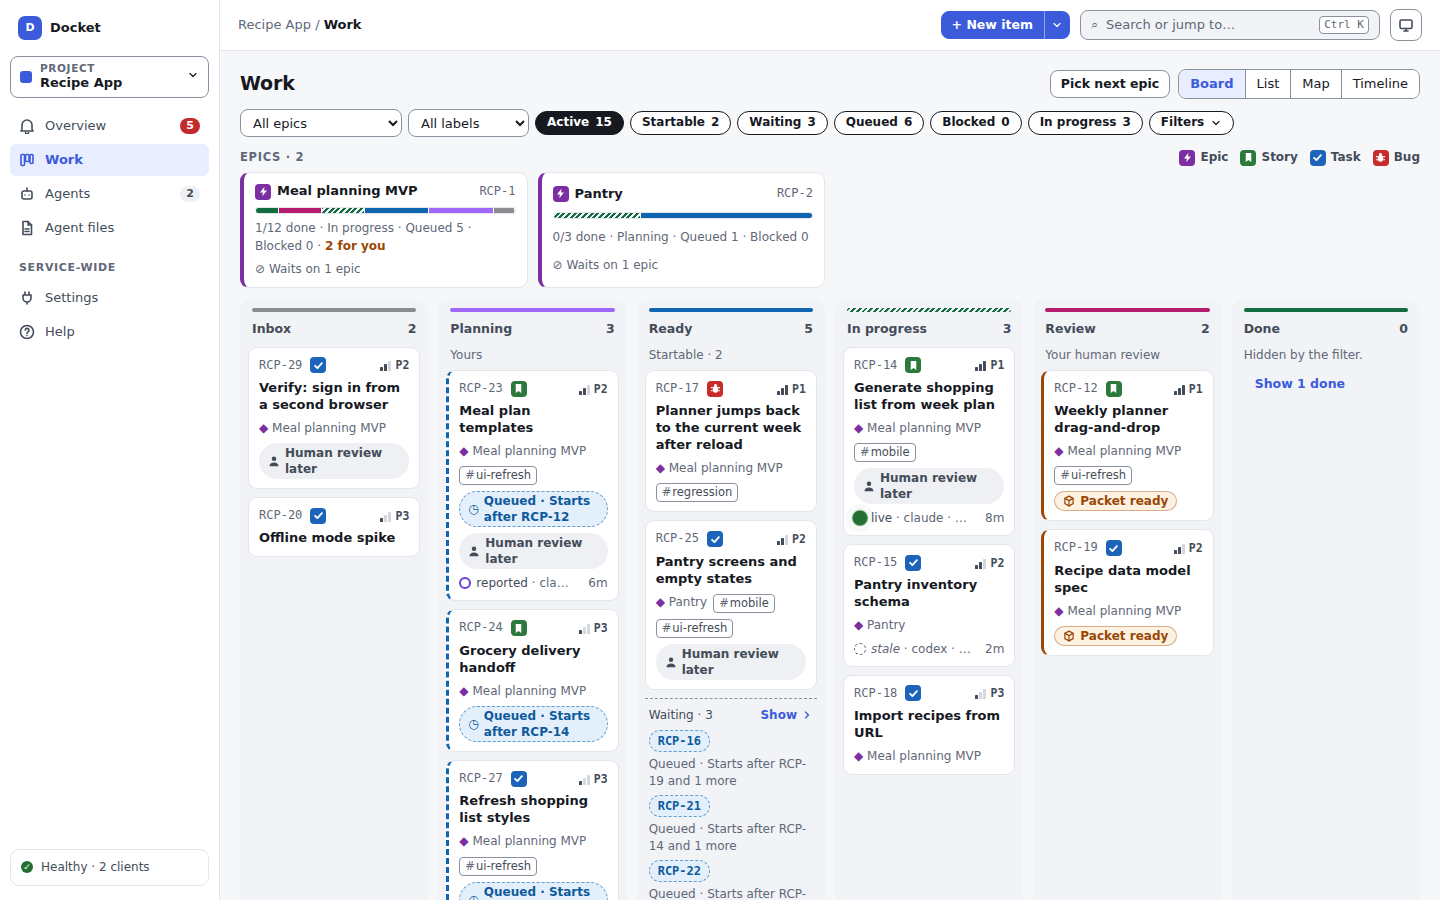 D Docket
PROJECT
Recipe App
Overview 5
Work
Agents 2
Agent files
SERVICE-WIDE
Settings
Help
Healthy · 2 clients
Recipe App / Work
+ New item
Search or jump to…
Ctrl K
Work
Pick next epic
Board List Map Timeline
All epics
All labels
Active 15
Startable 2
Waiting 3
Queued 6
Blocked 0
In progress 3
Filters
EPICS · 2
Epic Story Task Bug
Meal planning MVP RCP-1
1/12 done · In progress · Queued 5 ·
Blocked 0 · 2 for you
Waits on 1 epic
Pantry RCP-2
0/3 done · Planning · Queued 1 · Blocked 0
Waits on 1 epic
Inbox 2
RCP-29 P2
Verify: sign in from
a second browser
Meal planning MVP
Human review
later
RCP-20 P3
Offline mode spike
Planning 3
Yours
RCP-23 P2
Meal plan
templates
Meal planning MVP
#ui-refresh
Queued · Starts
after RCP-12
Human review
later
reported · cla… 6m
RCP-24 P3
Grocery delivery
handoff
Meal planning MVP
Queued · Starts
after RCP-14
RCP-27 P3
Refresh shopping
list styles
Meal planning MVP
#ui-refresh
Queued · Starts
Ready 5
Startable · 2
RCP-17 P1
Planner jumps back
to the current week
after reload
Meal planning MVP
#regression
RCP-25 P2
Pantry screens and
empty states
Pantry #mobile
#ui-refresh
Human review
later
Waiting · 3 Show
RCP-16
Queued · Starts after RCP-
19 and 1 more
RCP-21
Queued · Starts after RCP-
14 and 1 more
RCP-22
Queued · Starts after RCP-
In progress 3
RCP-14 P1
Generate shopping
list from week plan
Meal planning MVP
#mobile
Human review
later
live · claude · … 8m
RCP-15 P2
Pantry inventory
schema
Pantry
stale · codex · … 2m
RCP-18 P3
Import recipes from
URL
Meal planning MVP
Review 2
Your human review
RCP-12 P1
Weekly planner
drag-and-drop
Meal planning MVP
#ui-refresh
Packet ready
RCP-19 P2
Recipe data model
spec
Meal planning MVP
Packet ready
Done 0
Hidden by the filter.
Show 1 done